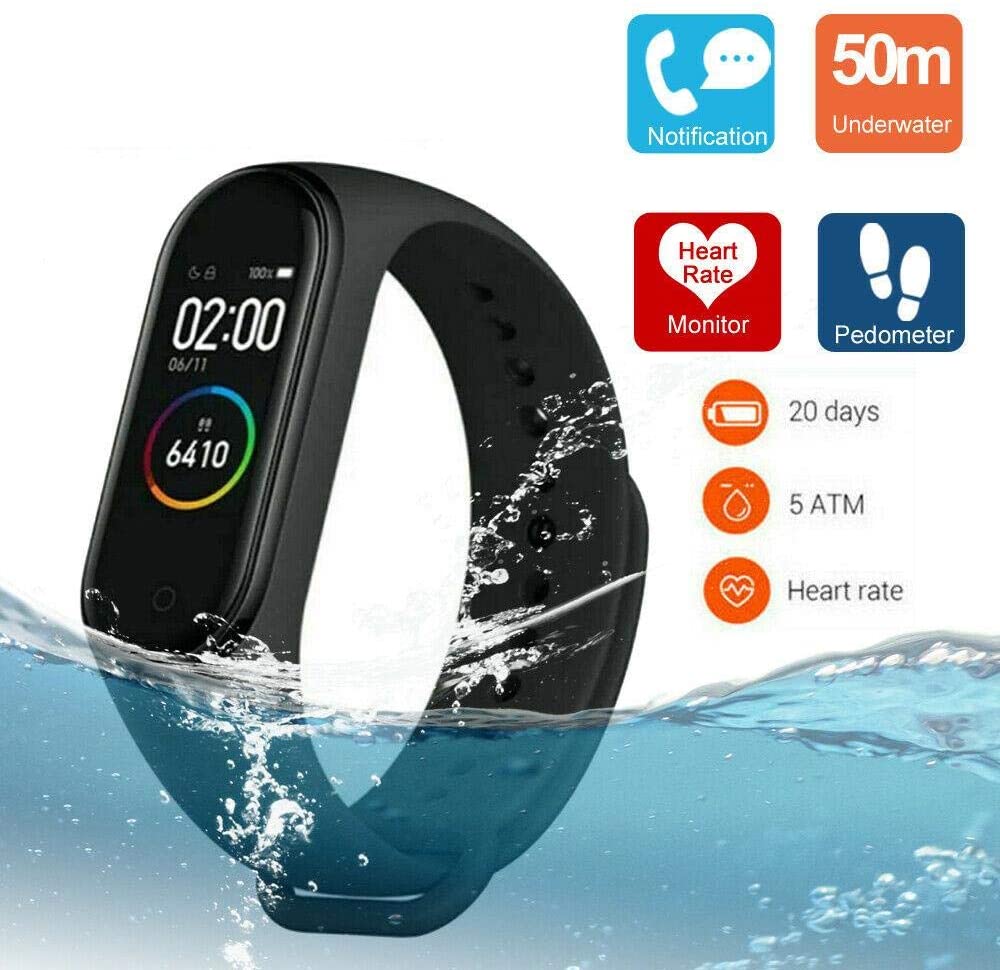 Notification
50m
Underwater
Heart
Rate
Monitor
Pedometer
100%
02:00
06/11
6410
20 days
5 ATM
Heart rate